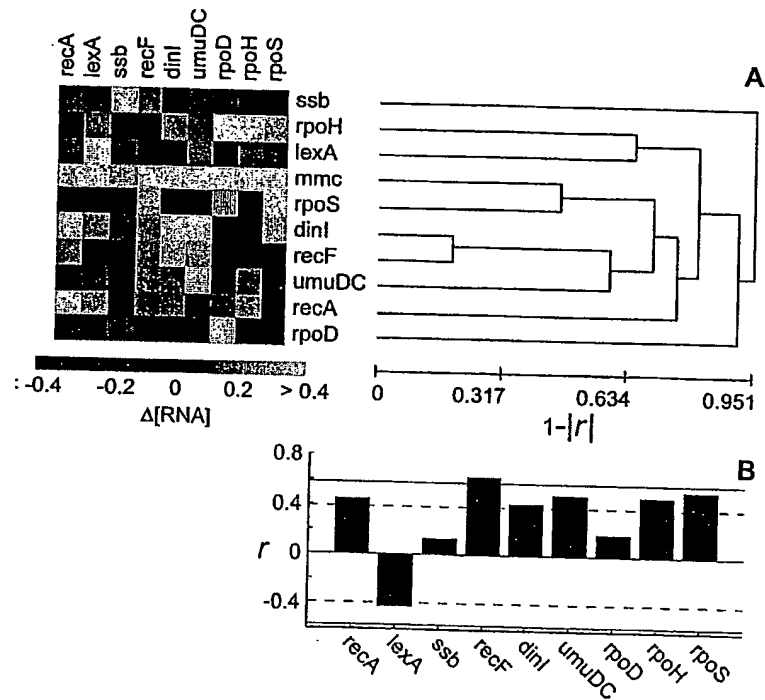 recA lexA ssb recF dinI umuDC rpoD rpoH rpoS
A
ssb
rpoH
lexA
mmc
rpoS
dinI
recF
umuDC
recA
rpoD
: -0.4 -0.2 0 0.2 > 0.4
Δ[RNA]
0 0.317 0.634 0.951
1-|r|
B
0.8
0.4
0
-0.4
r
recA lexA ssb recF dinI umuDC rpoD rpoH rpoS